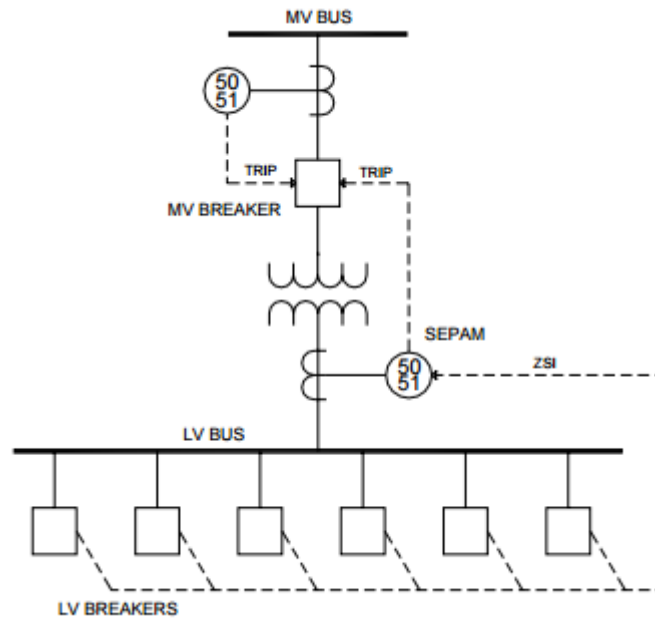 MV BUS
50
51
TRIP
TRIP
MV BREAKER
SEPAM
50
51
ZSI
LV BUS
LV BREAKERS